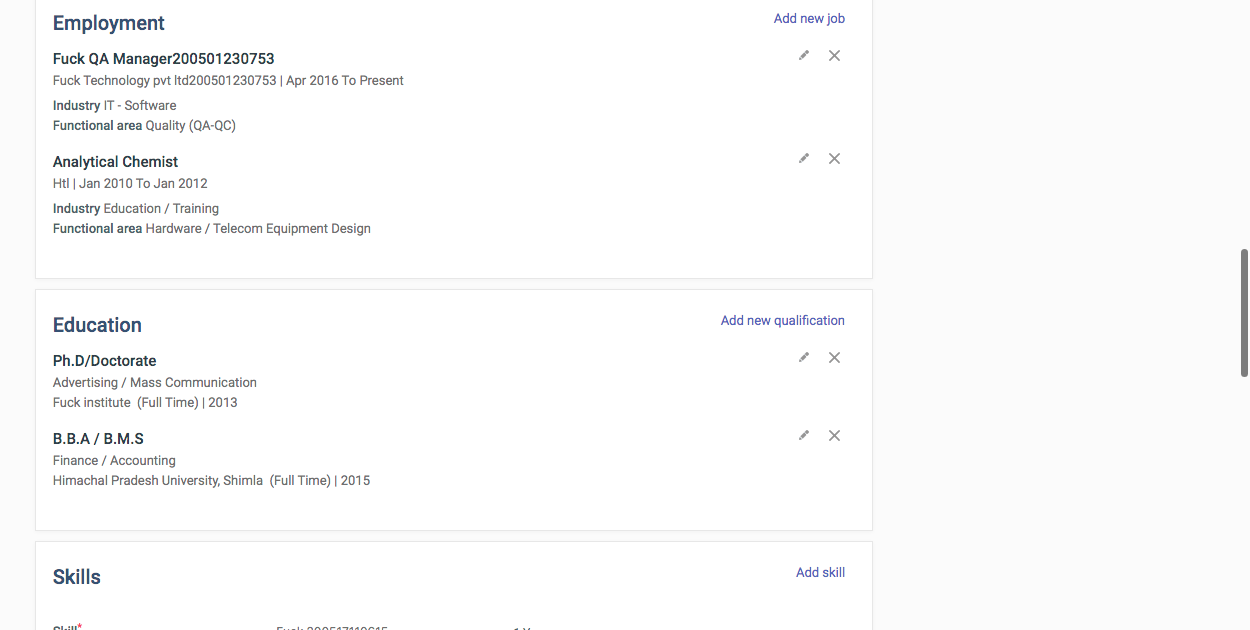 Employment
Add new job
Fuck QA Manager200501230753
Fuck Technology pvt ltd200501230753 | Apr 2016 To Present
Industry IT - Software
Functional area Quality (QA-QC)
Analytical Chemist
Htl | Jan 2010 To Jan 2012
Industry Education / Training
Functional area Hardware / Telecom Equipment Design
Education
Add new qualification
Ph.D/Doctorate
Advertising / Mass Communication
Fuck institute (Full Time) | 2013
B.B.A / B.M.S
Finance / Accounting
Himachal Pradesh University, Shimla (Full Time) | 2015
Skills
Add skill
Skill*